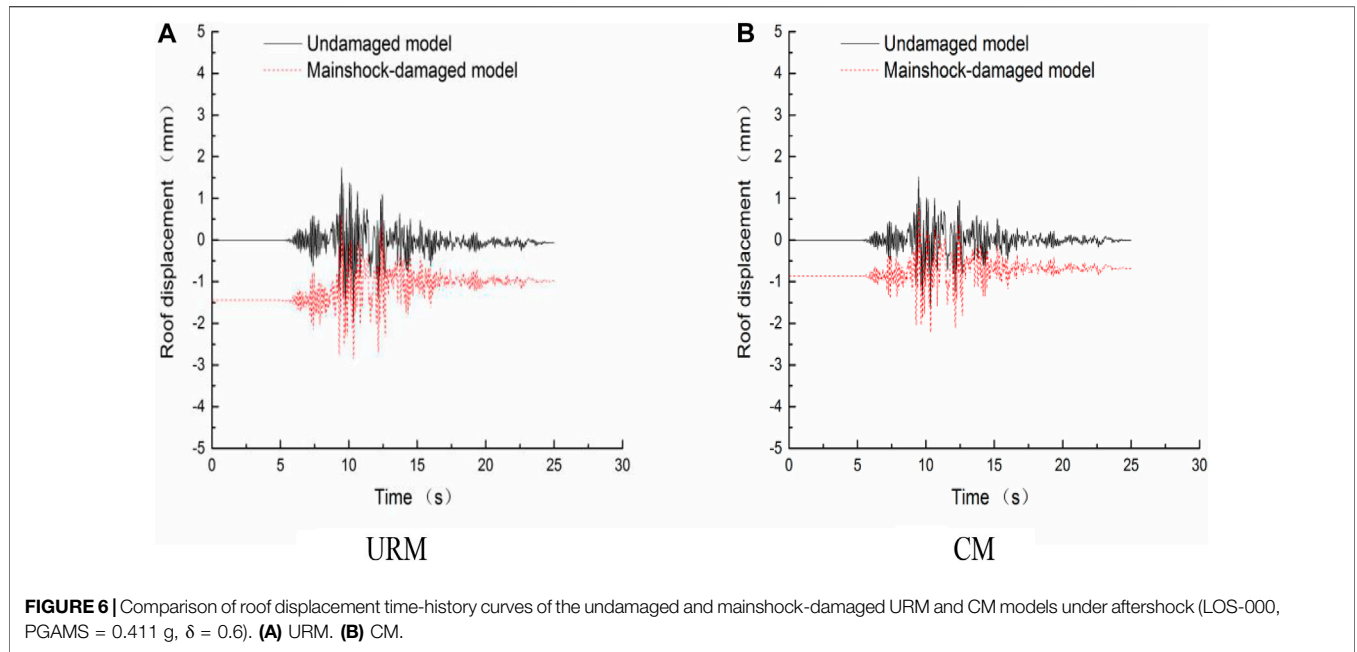 A
Undamaged model
Mainshock-damaged model
Roof displacement (mm)
5
4
3
2
1
0
-1
-2
-3
-4
-5
0 5 10 15 20 25 30
Time (s)
URM
B
Undamaged model
Mainshock-damaged model
Roof displacement (mm)
5
4
3
2
1
0
-1
-2
-3
-4
-5
0 5 10 15 20 25 30
Time (s)
CM
FIGURE 6 | Comparison of roof displacement time-history curves of the undamaged and mainshock-damaged URM and CM models under aftershock (LOS-000,
PGAMS = 0.411 g, δ = 0.6). (A) URM. (B) CM.